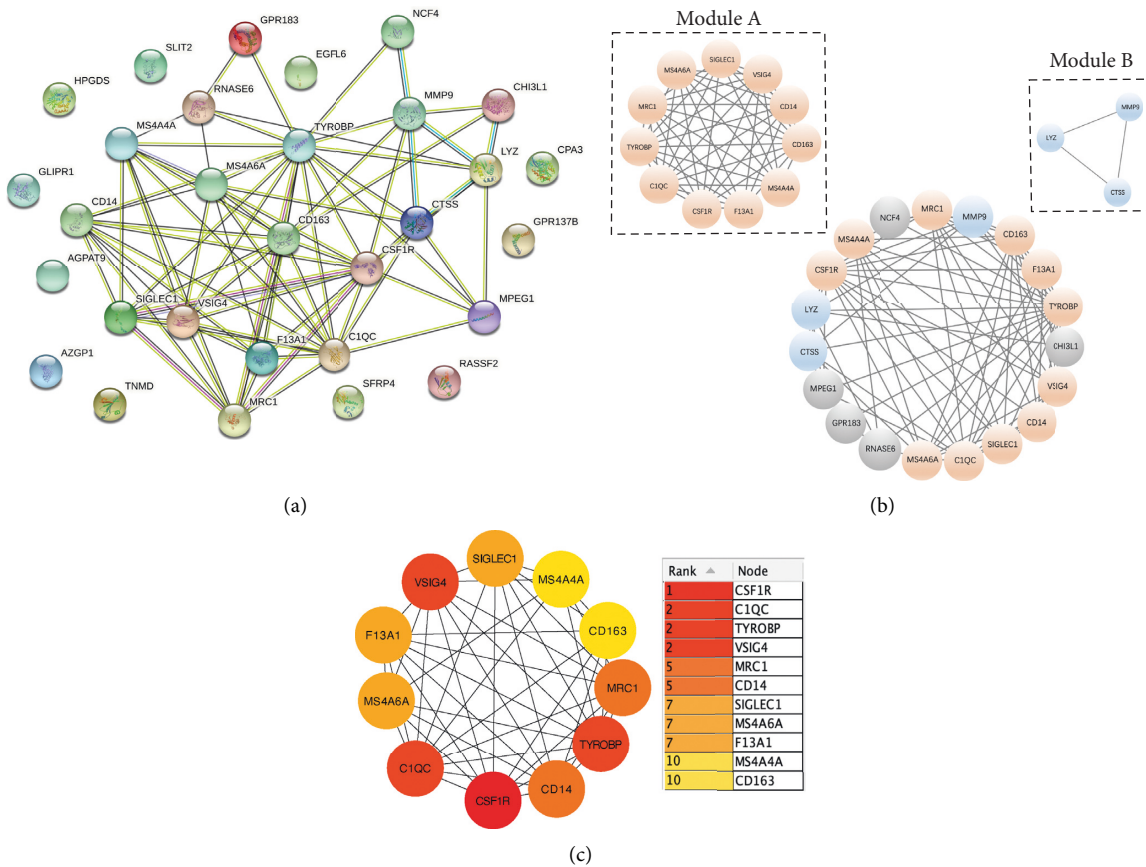 GPR183
NCF4
SLIT2
EGFL6
HPGDS
RNASE6
MMP9
CHI3L1
MS4A4A
TYROBP
LYZ
MS4A6A
CPA3
GLIPR1
CD14
CD163
CTSS
GPR137B
CSF1R
AGPAT9
SIGLEC1
VSIG4
MPEG1
F13A1
C1QC
AZGP1
RASSF2
TNMD
SFRP4
MRC1
(a)
Module A
SIGLEC1
MS4A6A
VSIG4
MRC1
CD14
TYROBP
CD163
C1QC
MS4A4A
CSF1R
F13A1
Module B
MMP9
LYZ
CTSS
NCF4
MRC1
MMP9
MS4A4A
CD163
CSF1R
F13A1
LYZ
TYROBP
CTSS
CHI3L1
MPEG1
VSIG4
GPR183
CD14
RNASE6
SIGLEC1
MS4A6A
C1QC
(b)
SIGLEC1
VSIG4
MS4A4A
F13A1
CD163
MS4A6A
MRC1
C1QC
TYROBP
CSF1R
CD14
Rank Node
1 CSF1R
2 C1QC
2 TYROBP
2 VSIG4
5 MRC1
5 CD14
7 SIGLEC1
7 MS4A6A
7 F13A1
10 MS4A4A
10 CD163
(c)